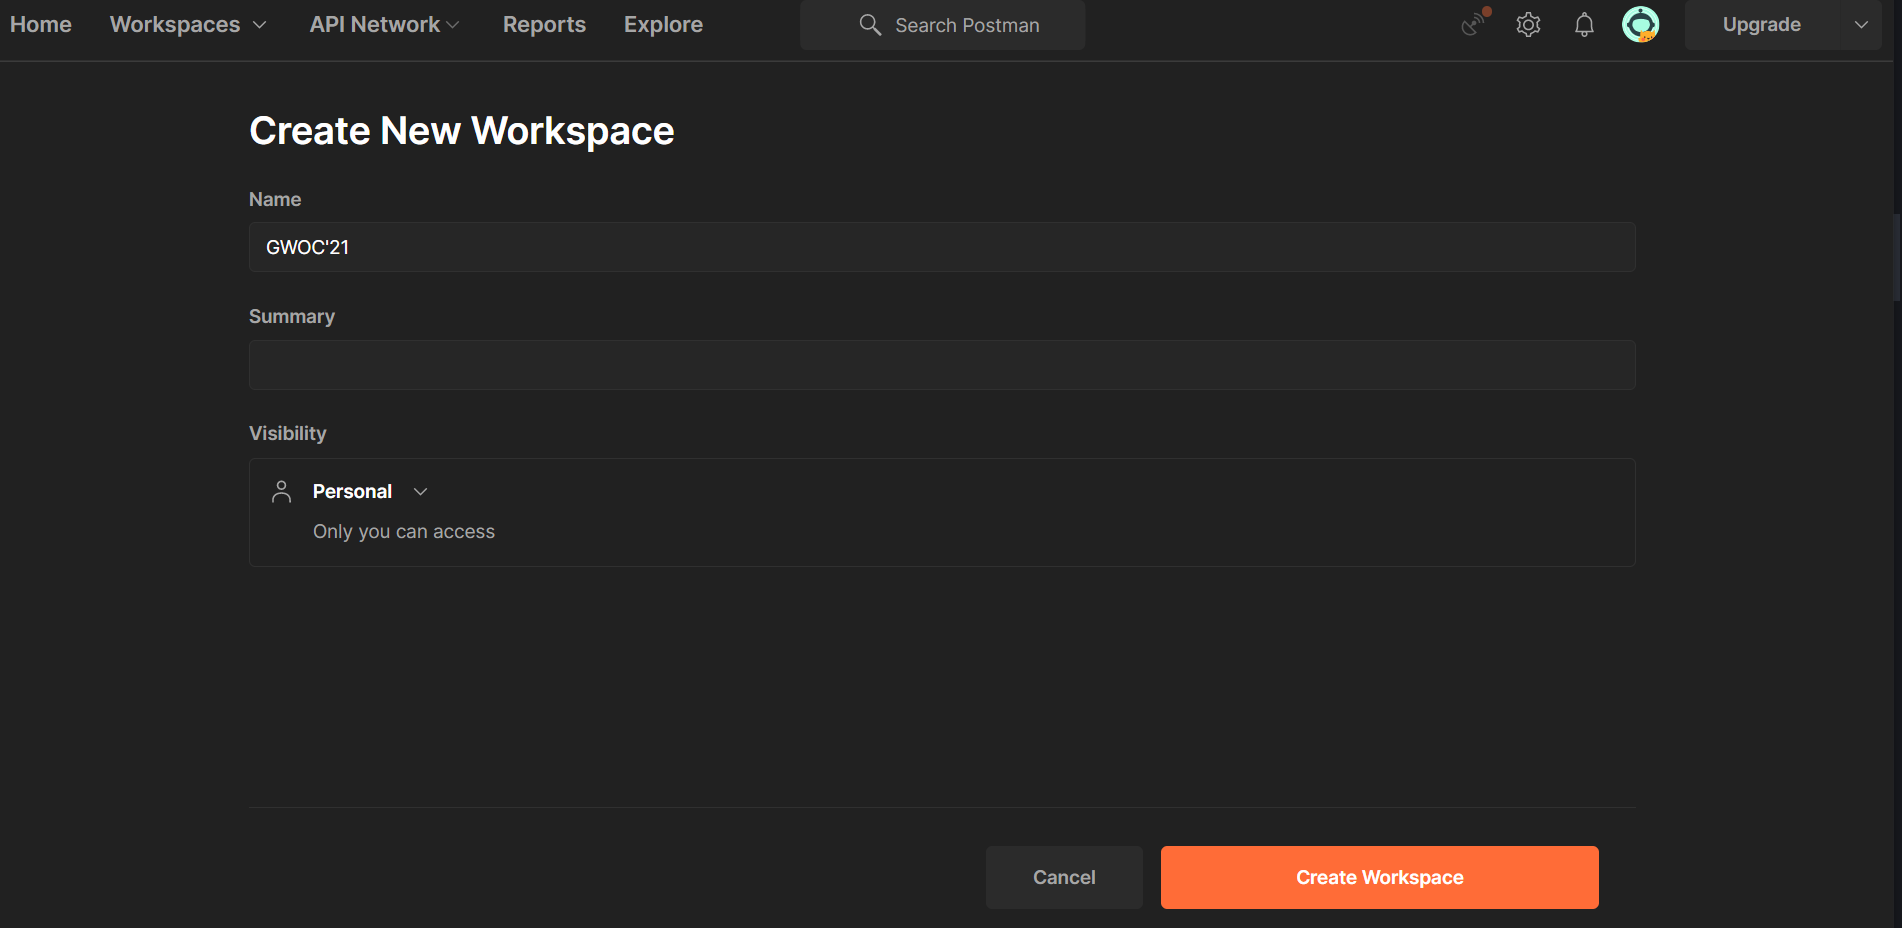 Home Workspaces API Network Reports Explore Search Postman Upgrade
Create New Workspace
Name
GWOC'21
Summary
Visibility
Personal
Only you can access
Cancel Create Workspace